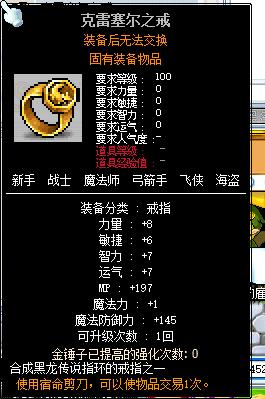 克雷塞尔之戒
装备后无法交换
固有装备物品
要求等级 : 100
要求力量 : 0
要求敏捷 : 0
要求智力 : 0
要求运气 : 0
要求人气度 : -
道具等级 : -
道具经验值 : -
新手 战士 魔法师 弓箭手 飞侠 海盗
装备分类 : 戒指
力量 : +8
敏捷 : +6
智力 : +7
运气 : +7
MP : +197
魔法力 : +1
魔法防御力 : +145
可升级次数 : 1回
金锤子已提高的强化次数: 0
合成黑龙传说指环的戒指之一
使用宿命剪刀，可以使物品交易1次。